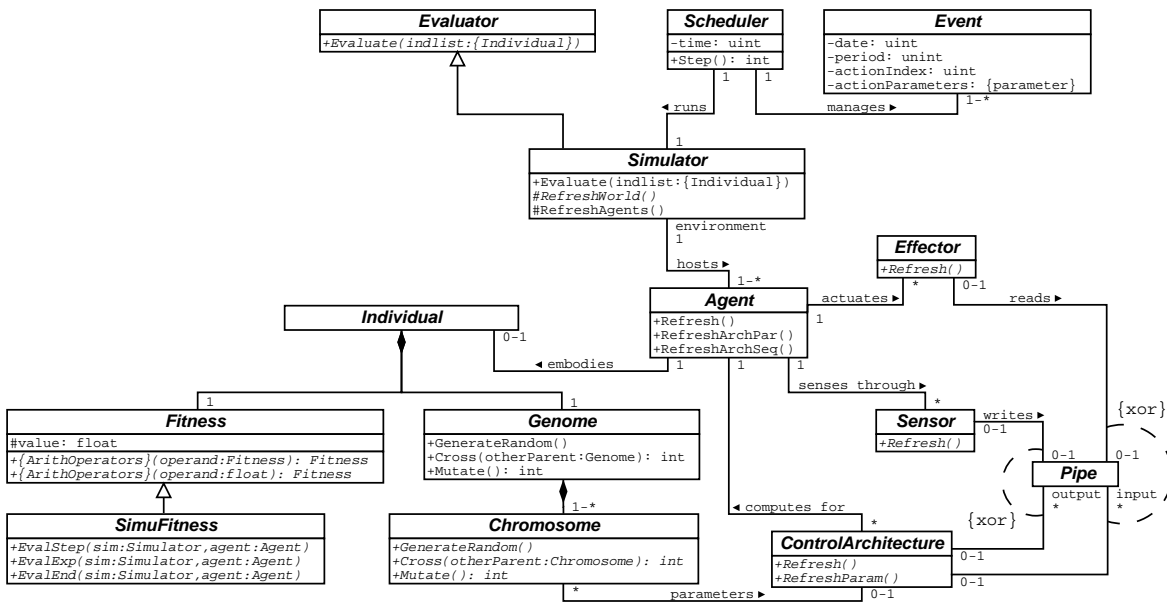 Evaluator
+Evaluate(indlist:{Individual})
Scheduler
-time: uint
+Step(): int
1
1
Event
-date: uint
-period: unint
-actionIndex: uint
-actionParameters: {parameter}
1-*
◄ runs
manages ►
1
Simulator
+Evaluate(indlist:{Individual})
#RefreshWorld()
#RefreshAgents()
environment
1
hosts ►
1-*
Effector
+Refresh()
*
0-1
actuates ►
reads ►
Agent
+Refresh()
+RefreshArchPar()
+RefreshArchSeq()
1
1
1
1
Individual
0-1
◄ embodies
senses through ►
*
Sensor
+Refresh()
writes ►
0-1
{xor}
1
1
Fitness
#value: float
+{ArithOperators}(operand:Fitness): Fitness
+{ArithOperators}(operand:float): Fitness
Genome
+GenerateRandom()
+Cross(otherParent:Genome): int
+Mutate(): int
1-*
0-1
0-1
Pipe
output
*
input
*
{xor}
◄ computes for
*
SimuFitness
+EvalStep(sim:Simulator,agent:Agent)
+EvalExp(sim:Simulator,agent:Agent)
+EvalEnd(sim:Simulator,agent:Agent)
Chromosome
+GenerateRandom()
+Cross(otherParent:Chromosome): int
+Mutate(): int
*
parameters ►
ControlArchitecture
+Refresh()
+RefreshParam()
0-1
0-1
0-1